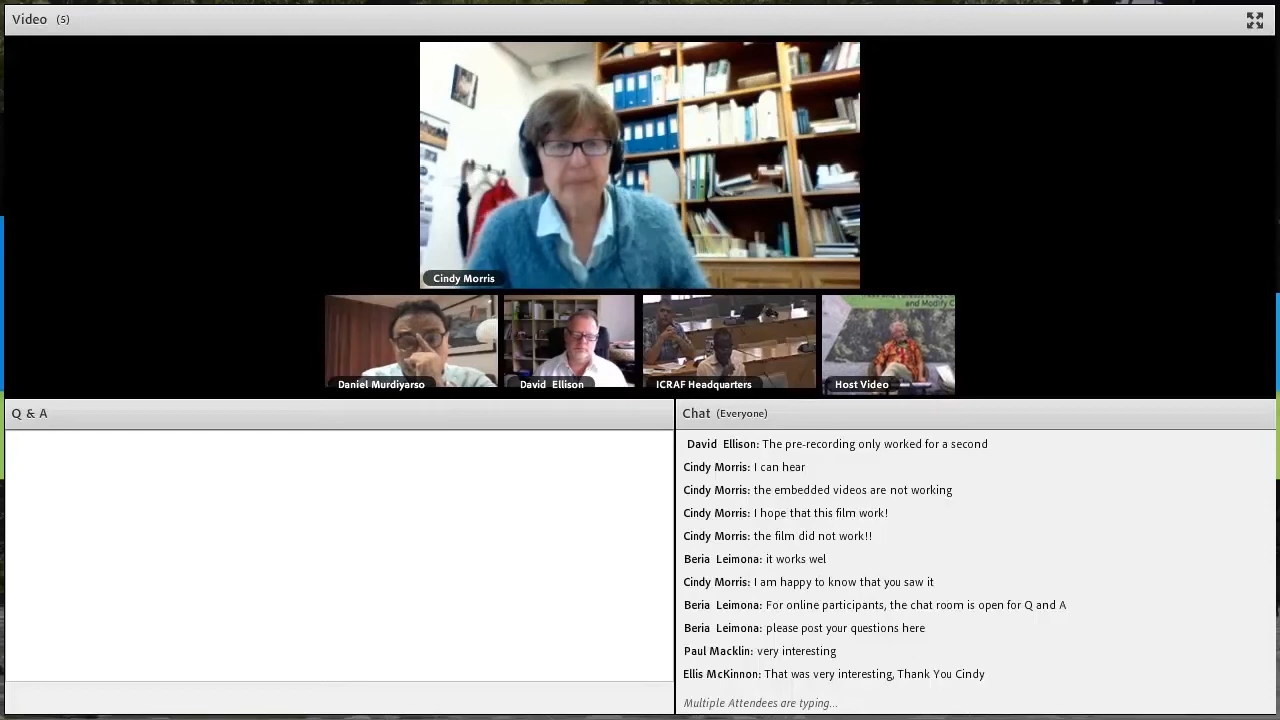 Video (5)
Cindy Morris
and Modify C
Daniel Murdiyarso
David Ellison
ICRAF Headquarters
Host Video
Q & A
Chat (Everyone)
David Ellison: The pre-recording only worked for a second
Cindy Morris: I can hear
Cindy Morris: the embedded videos are not working
Cindy Morris: I hope that this film work!
Cindy Morris: the film did not work!!
Beria Leimona: it works wel
Cindy Morris: I am happy to know that you saw it
Beria Leimona: For online participants, the chat room is open for Q and A
Beria Leimona: please post your questions here
Paul Macklin: very interesting
Ellis McKinnon: That was very interesting, Thank You Cindy
Multiple Attendees are typing...